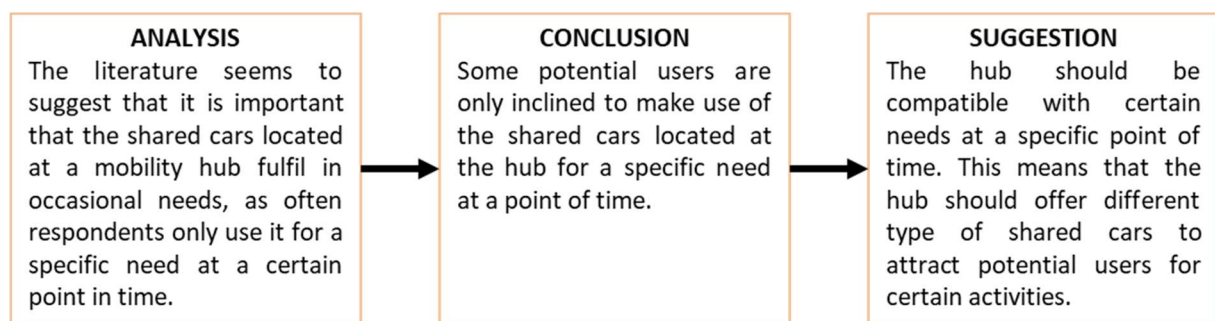 ANALYSIS
The literature seems to
suggest that it is important
that the shared cars located
at a mobility hub fulfil in
occasional needs, as often
respondents only use it for a
specific need at a certain
point in time.
CONCLUSION
Some potential users are
only inclined to make use of
the shared cars located at
the hub for a specific need
at a point of time.
SUGGESTION
The hub should be
compatible with certain
needs at a specific point of
time. This means that the
hub should offer different
type of shared cars to
attract potential users for
certain activities.